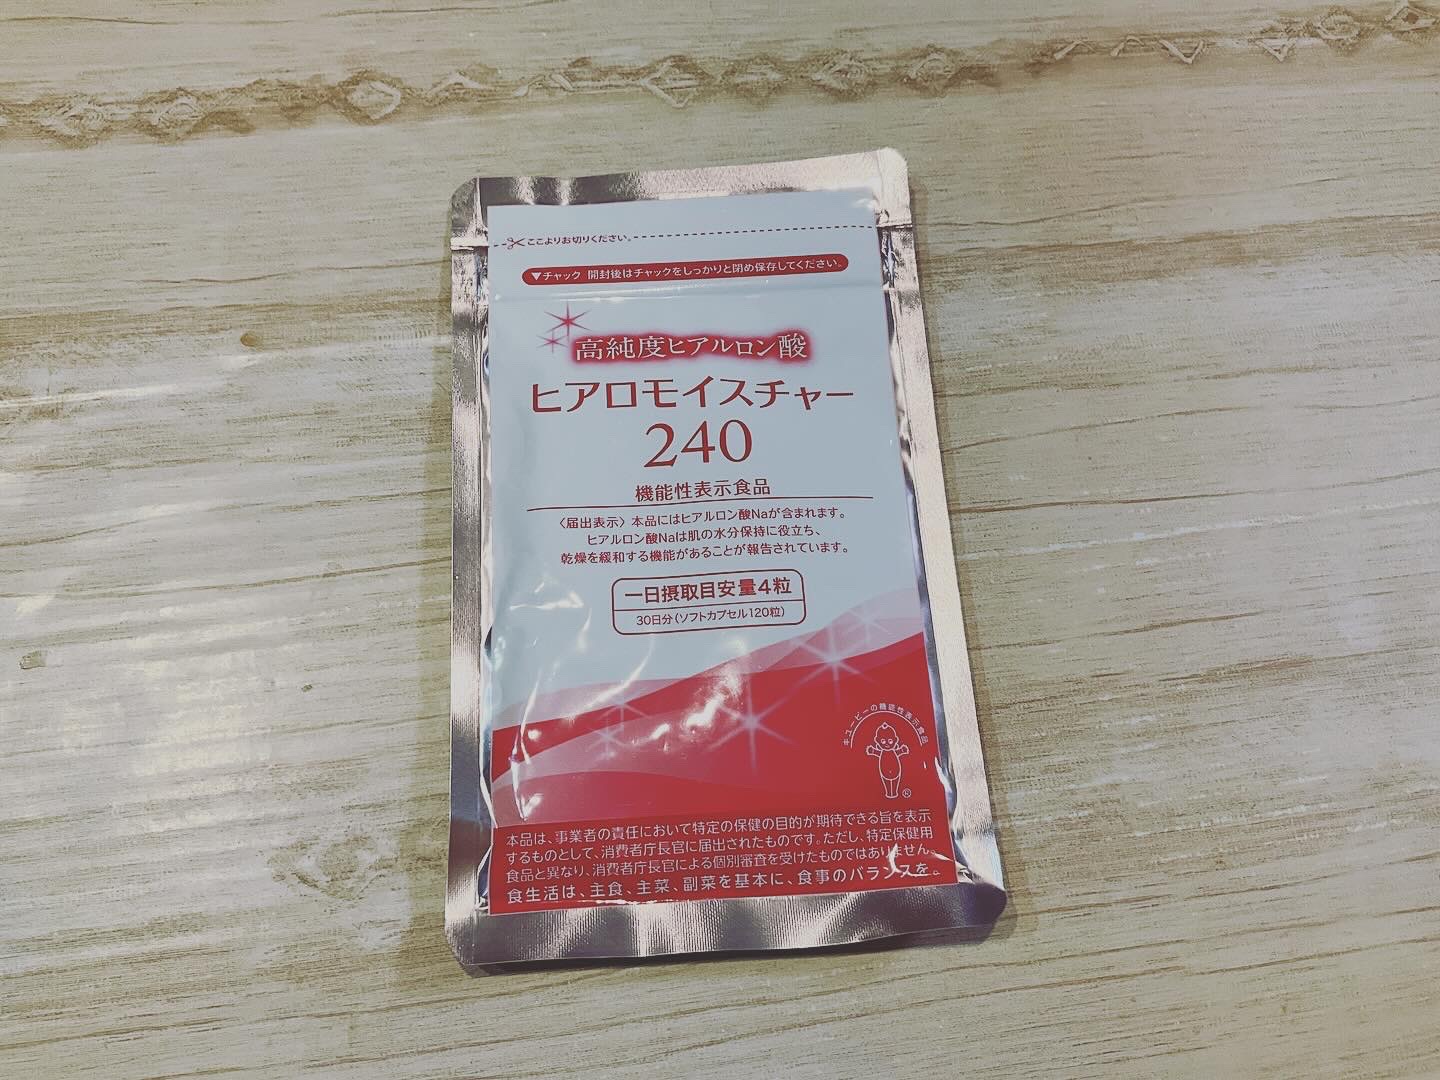 ここよりお切りください。
▼チャック 開封後はチャックをしっかりと閉め保存してください。
高純度ヒアルロン酸
ヒアロモイスチャー
240
機能性表示食品
〈届出表示〉本品にはヒアルロン酸Naが含まれます。
ヒアルロン酸Naは肌の水分保持に役立ち、
乾燥を緩和する機能があることが報告されています。
一日摂取目安量4粒
30日分(ソフトカプセル120粒)
キユーピーの機能性表示食品
®
本品は、事業者の責任において特定の保健の目的が期待できる旨を表示
するものとして、消費者庁長官に届出されたものです。ただし、特定保健用
食品と異なり、消費者庁長官による個別審査を受けたものではありません。
食生活は、主食、主菜、副菜を基本に、食事のバランスを。